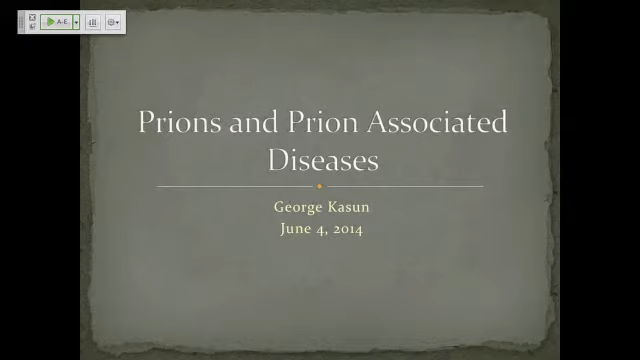 A-E
Prions and Prion Associated
Diseases
George Kasun
June 4, 2014